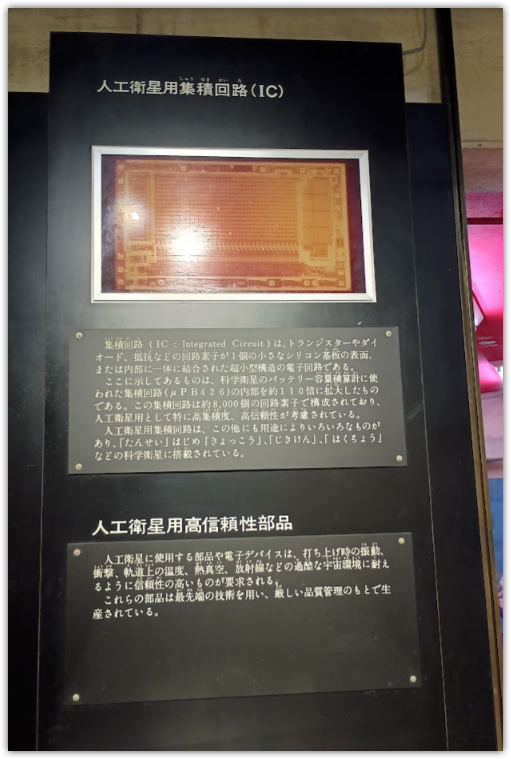 人工衛星用集積回路(IC)
集積回路(IC:Integrated Circuit)は、トランジスターやダイ
オード、抵抗などの回路素子が1個の小さなシリコン基板の表面、
または内部に一体に結合された超小型構造の電子回路である。
ここに示してあるものは、科学衛星のバッテリー容量積算計に使
われた集積回路(μPB426)の内部を約110倍に拡大したもの
である。この集積回路は約8,000個の回路素子で構成されており、
人工衛星用として特に高集積度、高信頼性が考慮されている。
人工衛星用集積回路は、この他にも用途によりいろいろなものが
あり、「たんせい」はじめ「きょっこう」、「じきけん」、「はくちょう」
などの科学衛星に搭載されている。
人工衛星用高信頼性部品
人工衛星に使用する部品や電子デバイスは、打ち上げ時の振動、
衝撃、軌道上の温度、熱真空、放射線などの過酷な宇宙環境に耐え
るように信頼性の高いものが要求される。
これらの部品は最先端の技術を用い、厳しい品質管理のもとで生
産されている。